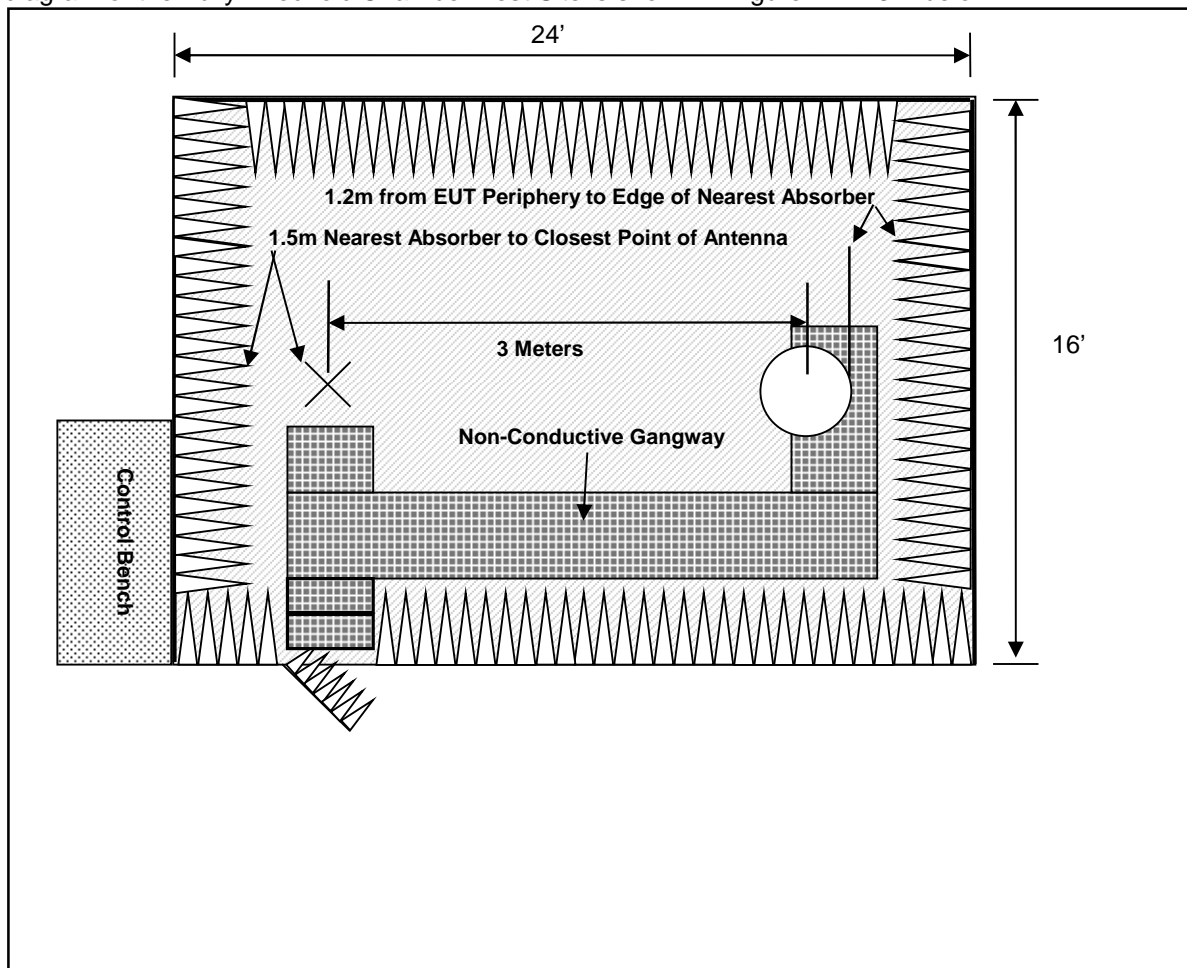 24’
1.2m from EUT Periphery to Edge of Nearest Absorber
1.5m Nearest Absorber to Closest Point of Antenna
3 Meters
16’
Non-Conductive Gangway
Control Bench